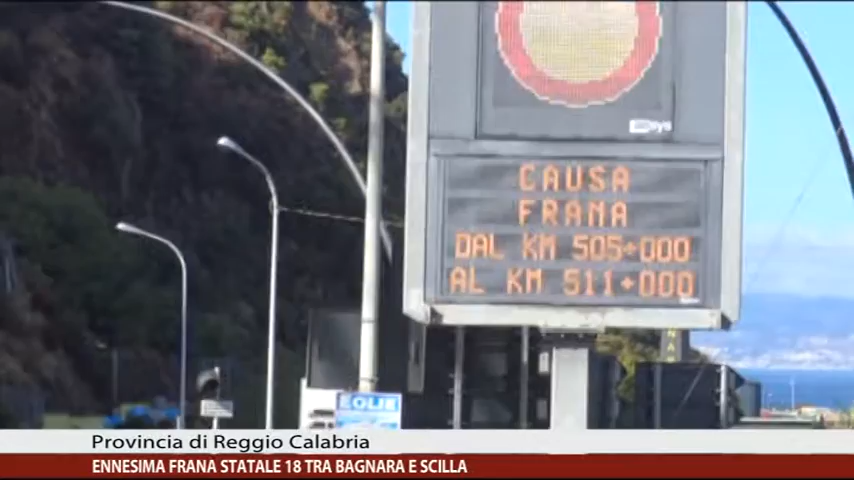 CAUSA
FRANA
DAL KM 505+000
AL KM 511+000
EOLIE
Provincia di Reggio Calabria
ENNESIMA FRANA STATALE 18 TRA BAGNARA E SCILLA